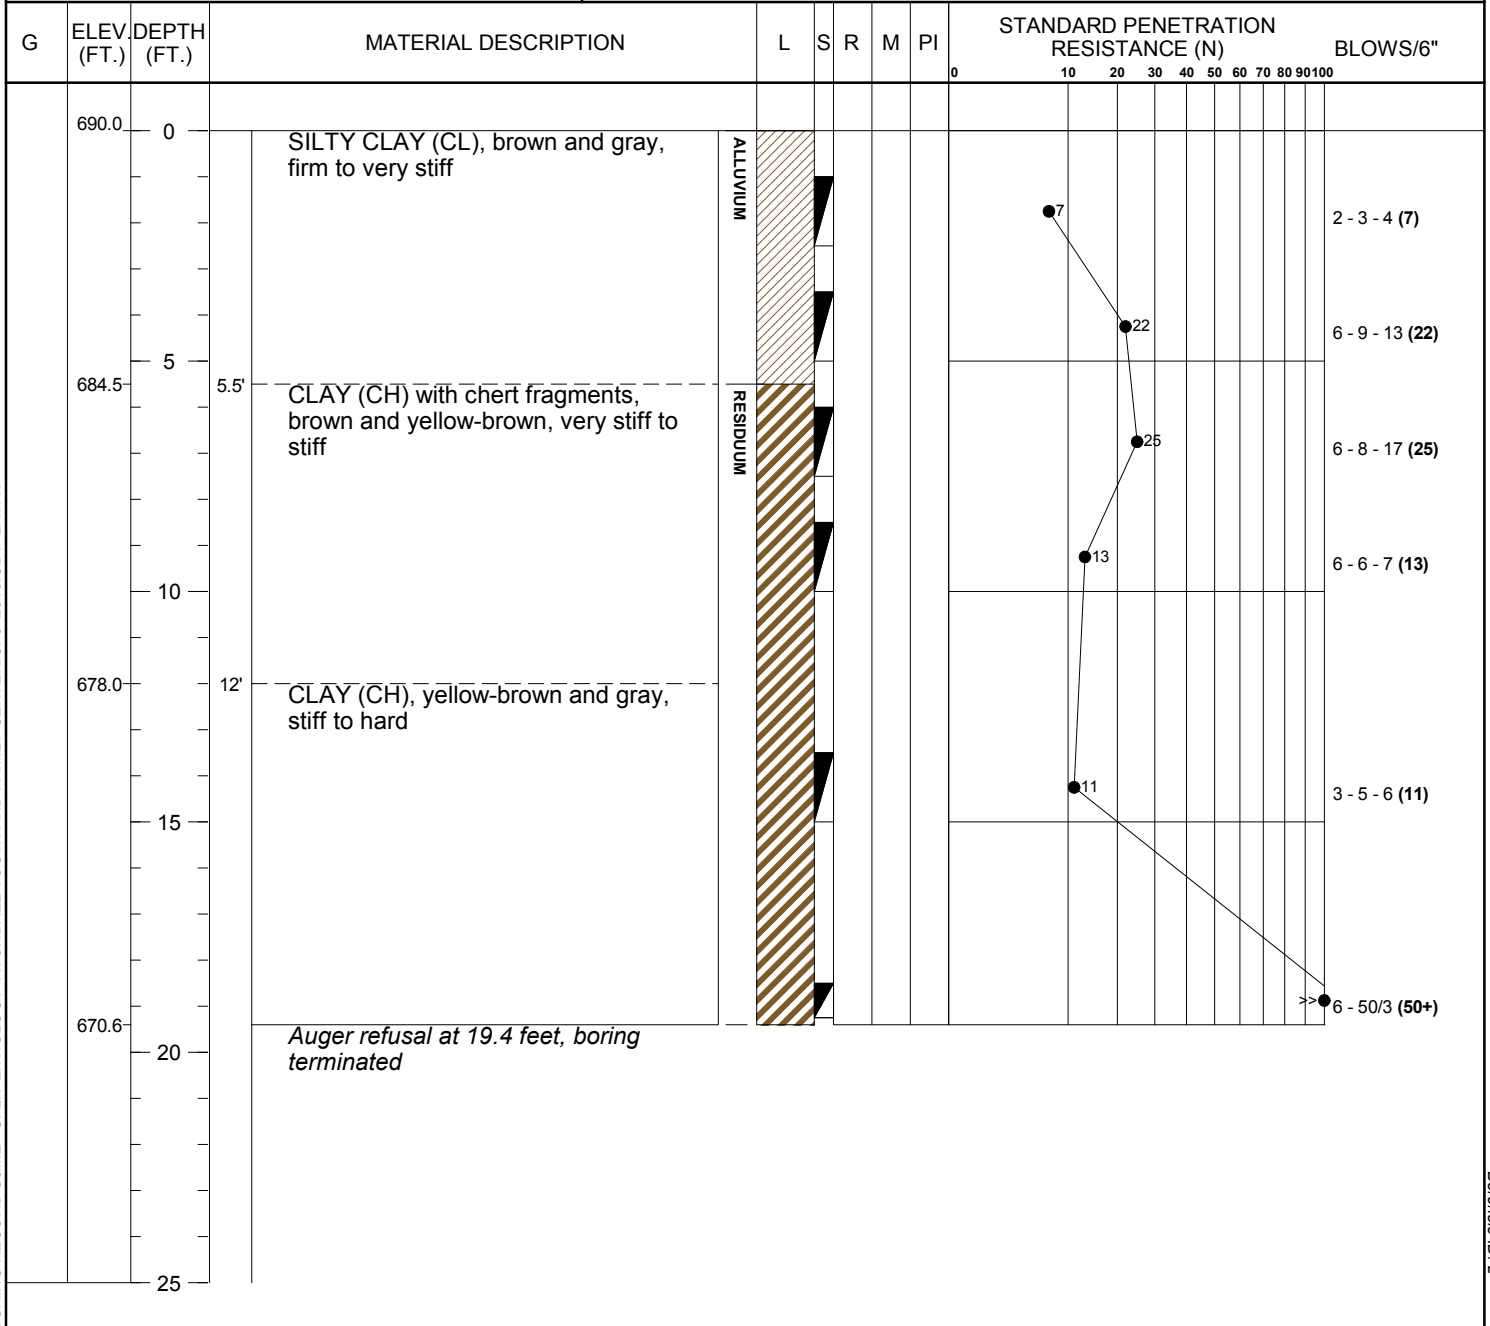 G
ELEV. (FT.)
DEPTH (FT.)
MATERIAL DESCRIPTION
L
S
R
M
PI
STANDARD PENETRATION
RESISTANCE (N)
BLOWS/6"
0 10 20 30 40 50 60 70 80 90 100
690.0
0
SILTY CLAY (CL), brown and gray,
firm to very stiff
ALLUVIUM
7
2 - 3 - 4 (7)
22
6 - 9 - 13 (22)
5
684.5
5.5'
CLAY (CH) with chert fragments,
brown and yellow-brown, very stiff to
stiff
RESIDUUM
25
6 - 8 - 17 (25)
13
6 - 6 - 7 (13)
10
678.0
12'
CLAY (CH), yellow-brown and gray,
stiff to hard
11
3 - 5 - 6 (11)
15
>>
6 - 50/3 (50+)
670.6
Auger refusal at 19.4 feet, boring
terminated
20
25